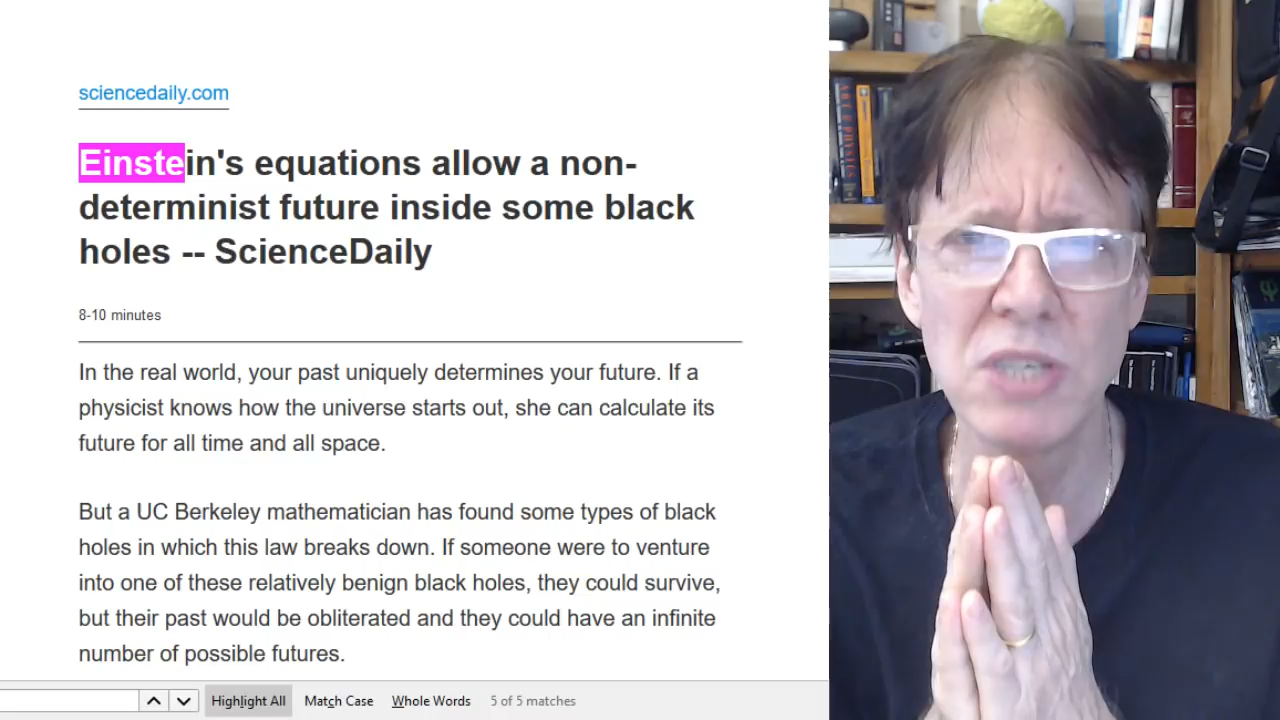 sciencedaily.com
Einstein's equations allow a non-
determinist future inside some black
holes -- ScienceDaily
8-10 minutes
In the real world, your past uniquely determines your future. If a
physicist knows how the universe starts out, she can calculate its
future for all time and all space.
But a UC Berkeley mathematician has found some types of black
holes in which this law breaks down. If someone were to venture
into one of these relatively benign black holes, they could survive,
but their past would be obliterated and they could have an infinite
number of possible futures.
Highlight All Match Case Whole Words 5 of 5 matches
ART & PHYSICS